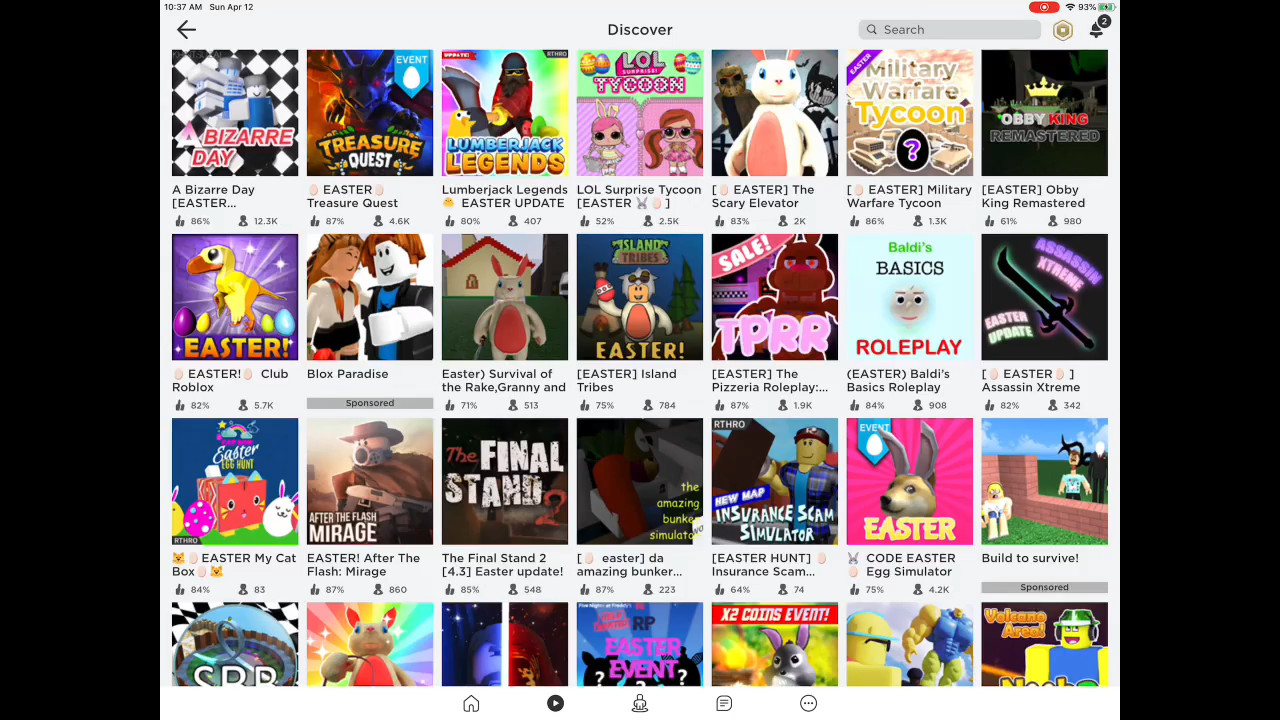 10:37 AM Sun Apr 12
93%
Discover
Search
2
A BIZARRE DAY
EVENT
TREASURE QUEST
UPDATE!
RTHRO
LUMBERJACK LEGENDS
LOL
SURPRISE!
TYCOON
EASTER
Military Warfare Tycoon
?
OBBY KING
REMASTERED
A Bizarre Day
[EASTER...
🥚 EASTER🥚
Treasure Quest
Lumberjack Legends
🐣 EASTER UPDATE
LOL Surprise Tycoon
[EASTER 🐰🥚]
[🥚 EASTER] The
Scary Elevator
[🥚 EASTER] Military
Warfare Tycoon
[EASTER] Obby
King Remastered
86% 12.3K
87% 4.6K
80% 407
52% 2.5K
83% 2K
86% 1.3K
61% 980
EASTER!
ISLAND TRIBES
EASTER!
SALE!
TPRR
Baldi's
BASICS
ROLEPLAY
ASSASSIN XTREME
EASTER UPDATE
🥚 EASTER!🥚 Club
Roblox
Blox Paradise
Easter) Survival of
the Rake,Granny and
[EASTER] Island
Tribes
[EASTER] The
Pizzeria Roleplay:...
(EASTER) Baldi's
Basics Roleplay
[🥚EASTER🥚]
Assassin Xtreme
82% 5.7K
Sponsored
71% 513
75% 784
87% 1.9K
84% 908
82% 342
Easter
EGG HUNT
RTHRO
AFTER THE FLASH
MIRAGE
The FINAL
STAND 2
the
amazing
bunker
simulator
RTHRO
NEW MAP
INSURANCE SCAM
SIMULATOR
EVENT
EASTER
🐱🥚EASTER My Cat
Box🥚🐱
EASTER! After The
Flash: Mirage
The Final Stand 2
[4.3] Easter update!
[🥚 easter] da
amazing bunker...
[EASTER HUNT] 🥚
Insurance Scam...
🐰 CODE EASTER
🥚 Egg Simulator
Build to survive!
84% 83
87% 860
85% 548
87% 223
64% 74
75% 4.2K
Sponsored
SRB
Five Nights at Freddy's
RP
EASTER EVENT
? ? ?
X2 COINS EVENT!
Volcano Area!
Noob